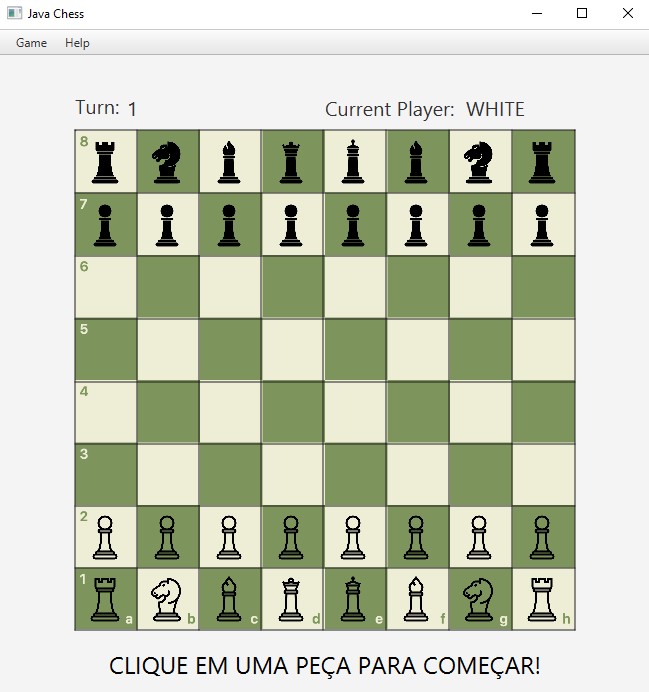 Java Chess
Game Help
Turn: 1 Current Player: WHITE
8
7
6
5
4
3
2
1
a b c d e f g h
CLIQUE EM UMA PEÇA PARA COMEÇAR!